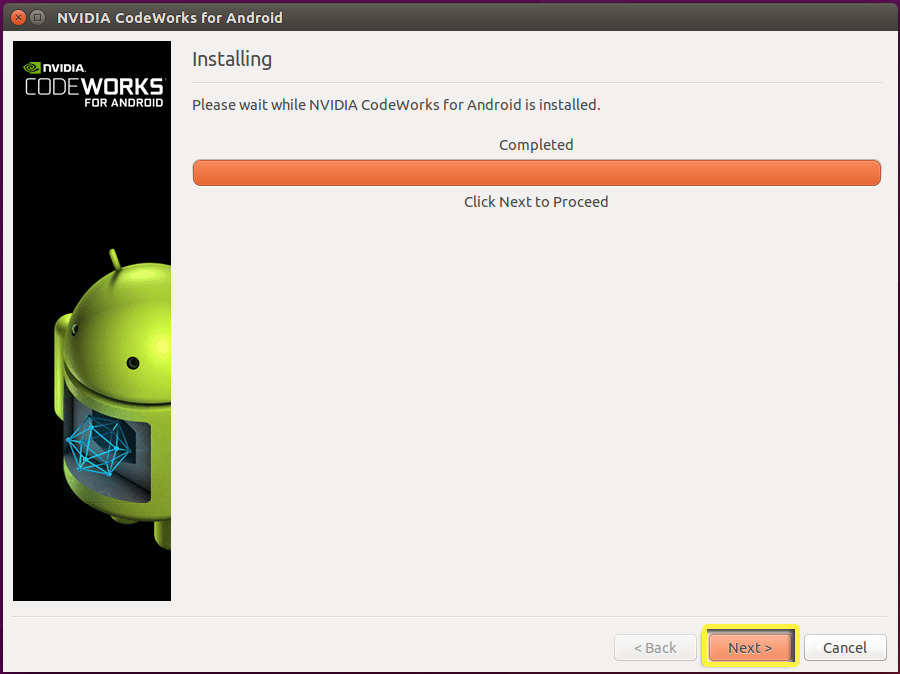 NVIDIA CodeWorks for Android
NVIDIA.
CODEWORKS
FOR ANDROID
Installing
Please wait while NVIDIA CodeWorks for Android is installed.
Completed
Click Next to Proceed
< Back
Next >
Cancel